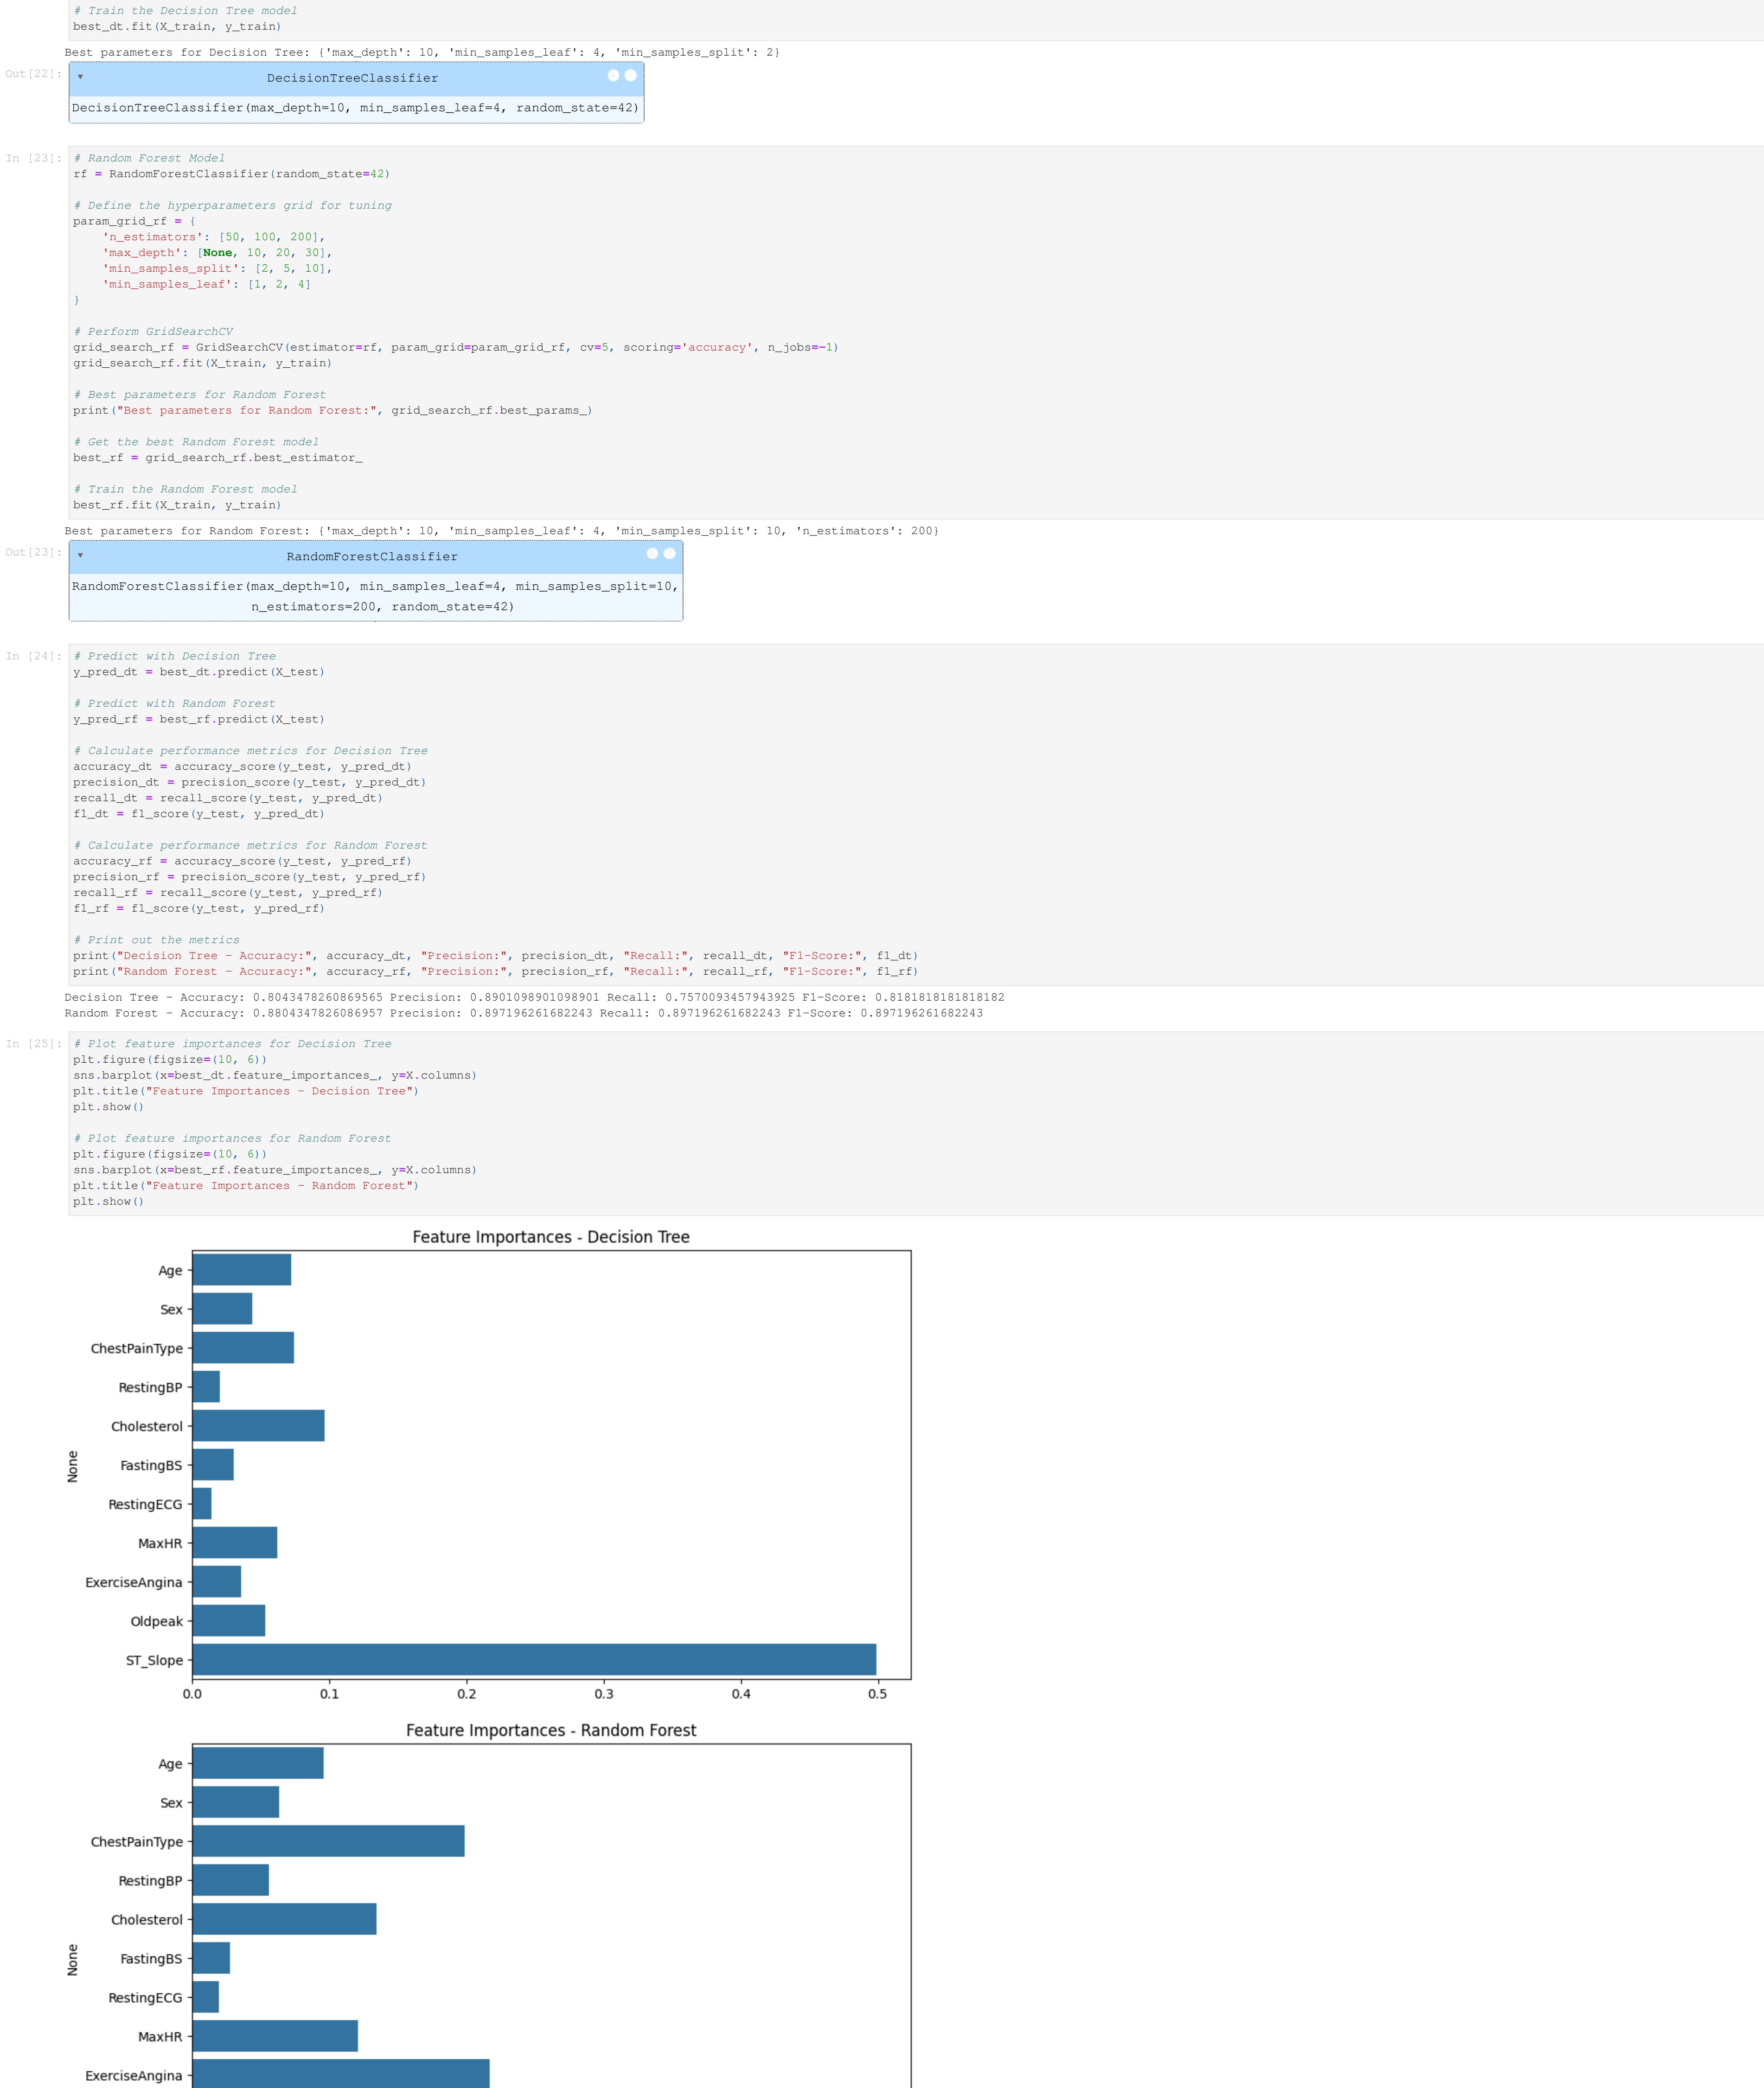 # Train the Decision Tree model
best_dt.fit(X_train, y_train)
Best parameters for Decision Tree: {'max_depth': 10, 'min_samples_leaf': 4, 'min_samples_split': 2}
Out[22]:
▾ DecisionTreeClassifier
DecisionTreeClassifier(max_depth=10, min_samples_leaf=4, random_state=42)
In [23]:
# Random Forest Model
rf = RandomForestClassifier(random_state=42)
# Define the hyperparameters grid for tuning
param_grid_rf = {
    'n_estimators': [50, 100, 200],
    'max_depth': [None, 10, 20, 30],
    'min_samples_split': [2, 5, 10],
    'min_samples_leaf': [1, 2, 4]
}
# Perform GridSearchCV
grid_search_rf = GridSearchCV(estimator=rf, param_grid=param_grid_rf, cv=5, scoring='accuracy', n_jobs=-1)
grid_search_rf.fit(X_train, y_train)
# Best parameters for Random Forest
print("Best parameters for Random Forest:", grid_search_rf.best_params_)
# Get the best Random Forest model
best_rf = grid_search_rf.best_estimator_
# Train the Random Forest model
best_rf.fit(X_train, y_train)
Best parameters for Random Forest: {'max_depth': 10, 'min_samples_leaf': 4, 'min_samples_split': 10, 'n_estimators': 200}
Out[23]:
▾ RandomForestClassifier
RandomForestClassifier(max_depth=10, min_samples_leaf=4, min_samples_split=10,
n_estimators=200, random_state=42)
In [24]:
# Predict with Decision Tree
y_pred_dt = best_dt.predict(X_test)
# Predict with Random Forest
y_pred_rf = best_rf.predict(X_test)
# Calculate performance metrics for Decision Tree
accuracy_dt = accuracy_score(y_test, y_pred_dt)
precision_dt = precision_score(y_test, y_pred_dt)
recall_dt = recall_score(y_test, y_pred_dt)
f1_dt = f1_score(y_test, y_pred_dt)
# Calculate performance metrics for Random Forest
accuracy_rf = accuracy_score(y_test, y_pred_rf)
precision_rf = precision_score(y_test, y_pred_rf)
recall_rf = recall_score(y_test, y_pred_rf)
f1_rf = f1_score(y_test, y_pred_rf)
# Print out the metrics
print("Decision Tree - Accuracy:", accuracy_dt, "Precision:", precision_dt, "Recall:", recall_dt, "F1-Score:", f1_dt)
print("Random Forest - Accuracy:", accuracy_rf, "Precision:", precision_rf, "Recall:", recall_rf, "F1-Score:", f1_rf)
Decision Tree - Accuracy: 0.8043478260869565 Precision: 0.8901098901098901 Recall: 0.7570093457943925 F1-Score: 0.8181818181818182
Random Forest - Accuracy: 0.8804347826086957 Precision: 0.897196261682243 Recall: 0.897196261682243 F1-Score: 0.897196261682243
In [25]:
# Plot feature importances for Decision Tree
plt.figure(figsize=(10, 6))
sns.barplot(x=best_dt.feature_importances_, y=X.columns)
plt.title("Feature Importances - Decision Tree")
plt.show()
# Plot feature importances for Random Forest
plt.figure(figsize=(10, 6))
sns.barplot(x=best_rf.feature_importances_, y=X.columns)
plt.title("Feature Importances - Random Forest")
plt.show()
Feature Importances - Decision Tree
Age
Sex
ChestPainType
RestingBP
Cholesterol
FastingBS
None
RestingECG
MaxHR
ExerciseAngina
Oldpeak
ST_Slope
0.0 0.1 0.2 0.3 0.4 0.5
Feature Importances - Random Forest
Age
Sex
ChestPainType
RestingBP
Cholesterol
FastingBS
None
RestingECG
MaxHR
ExerciseAngina